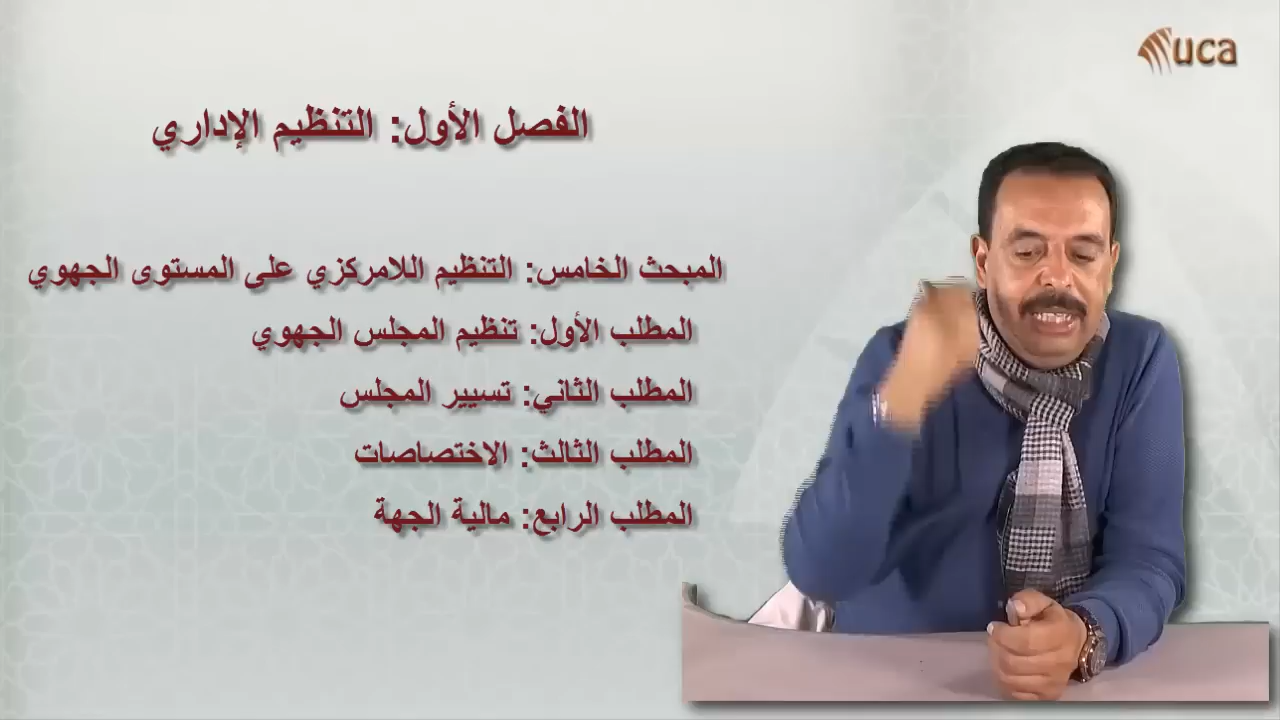 uca
الفصل الأول: التنظيم الإداري
المبحث الخامس: التنظيم اللامركزي على المستوى الجهوي
المطلب الأول: تنظيم المجلس الجهوي
المطلب الثاني: تسيير المجلس
المطلب الثالث: الاختصاصات
المطلب الرابع: مالية الجهة